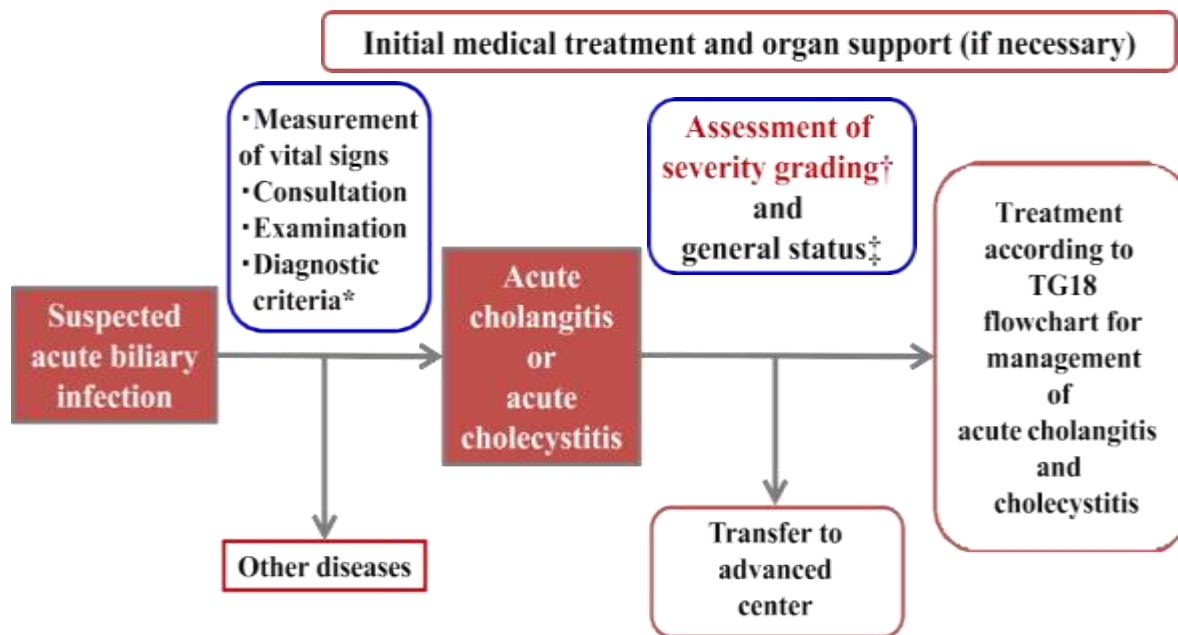 Initial medical treatment and organ support (if necessary)
・Measurement
of vital signs
・Consultation
・Examination
・Diagnostic
criteria*
Assessment of
severity grading†
and
general status‡
Suspected
acute biliary
infection
Acute
cholangitis
or
acute
cholecystitis
Treatment
according to
TG18
flowchart for
management
of
acute cholangitis
and
cholecystitis
Other diseases
Transfer to
advanced
center